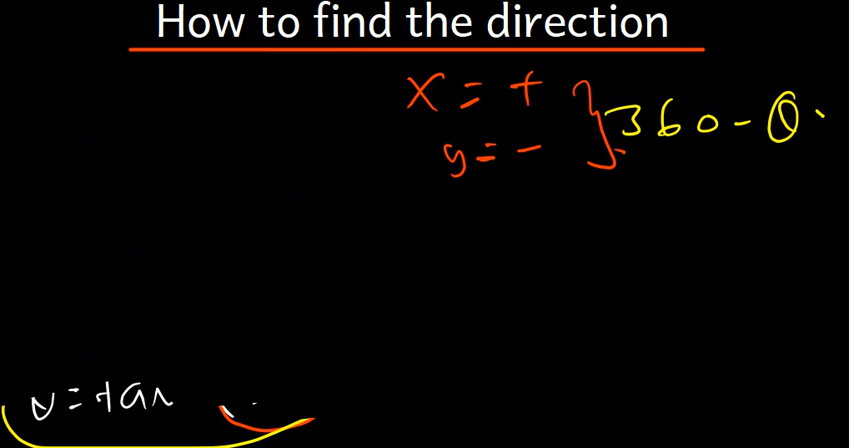 How to find the direction
x = +
y = - } 360 - θ
v = tan